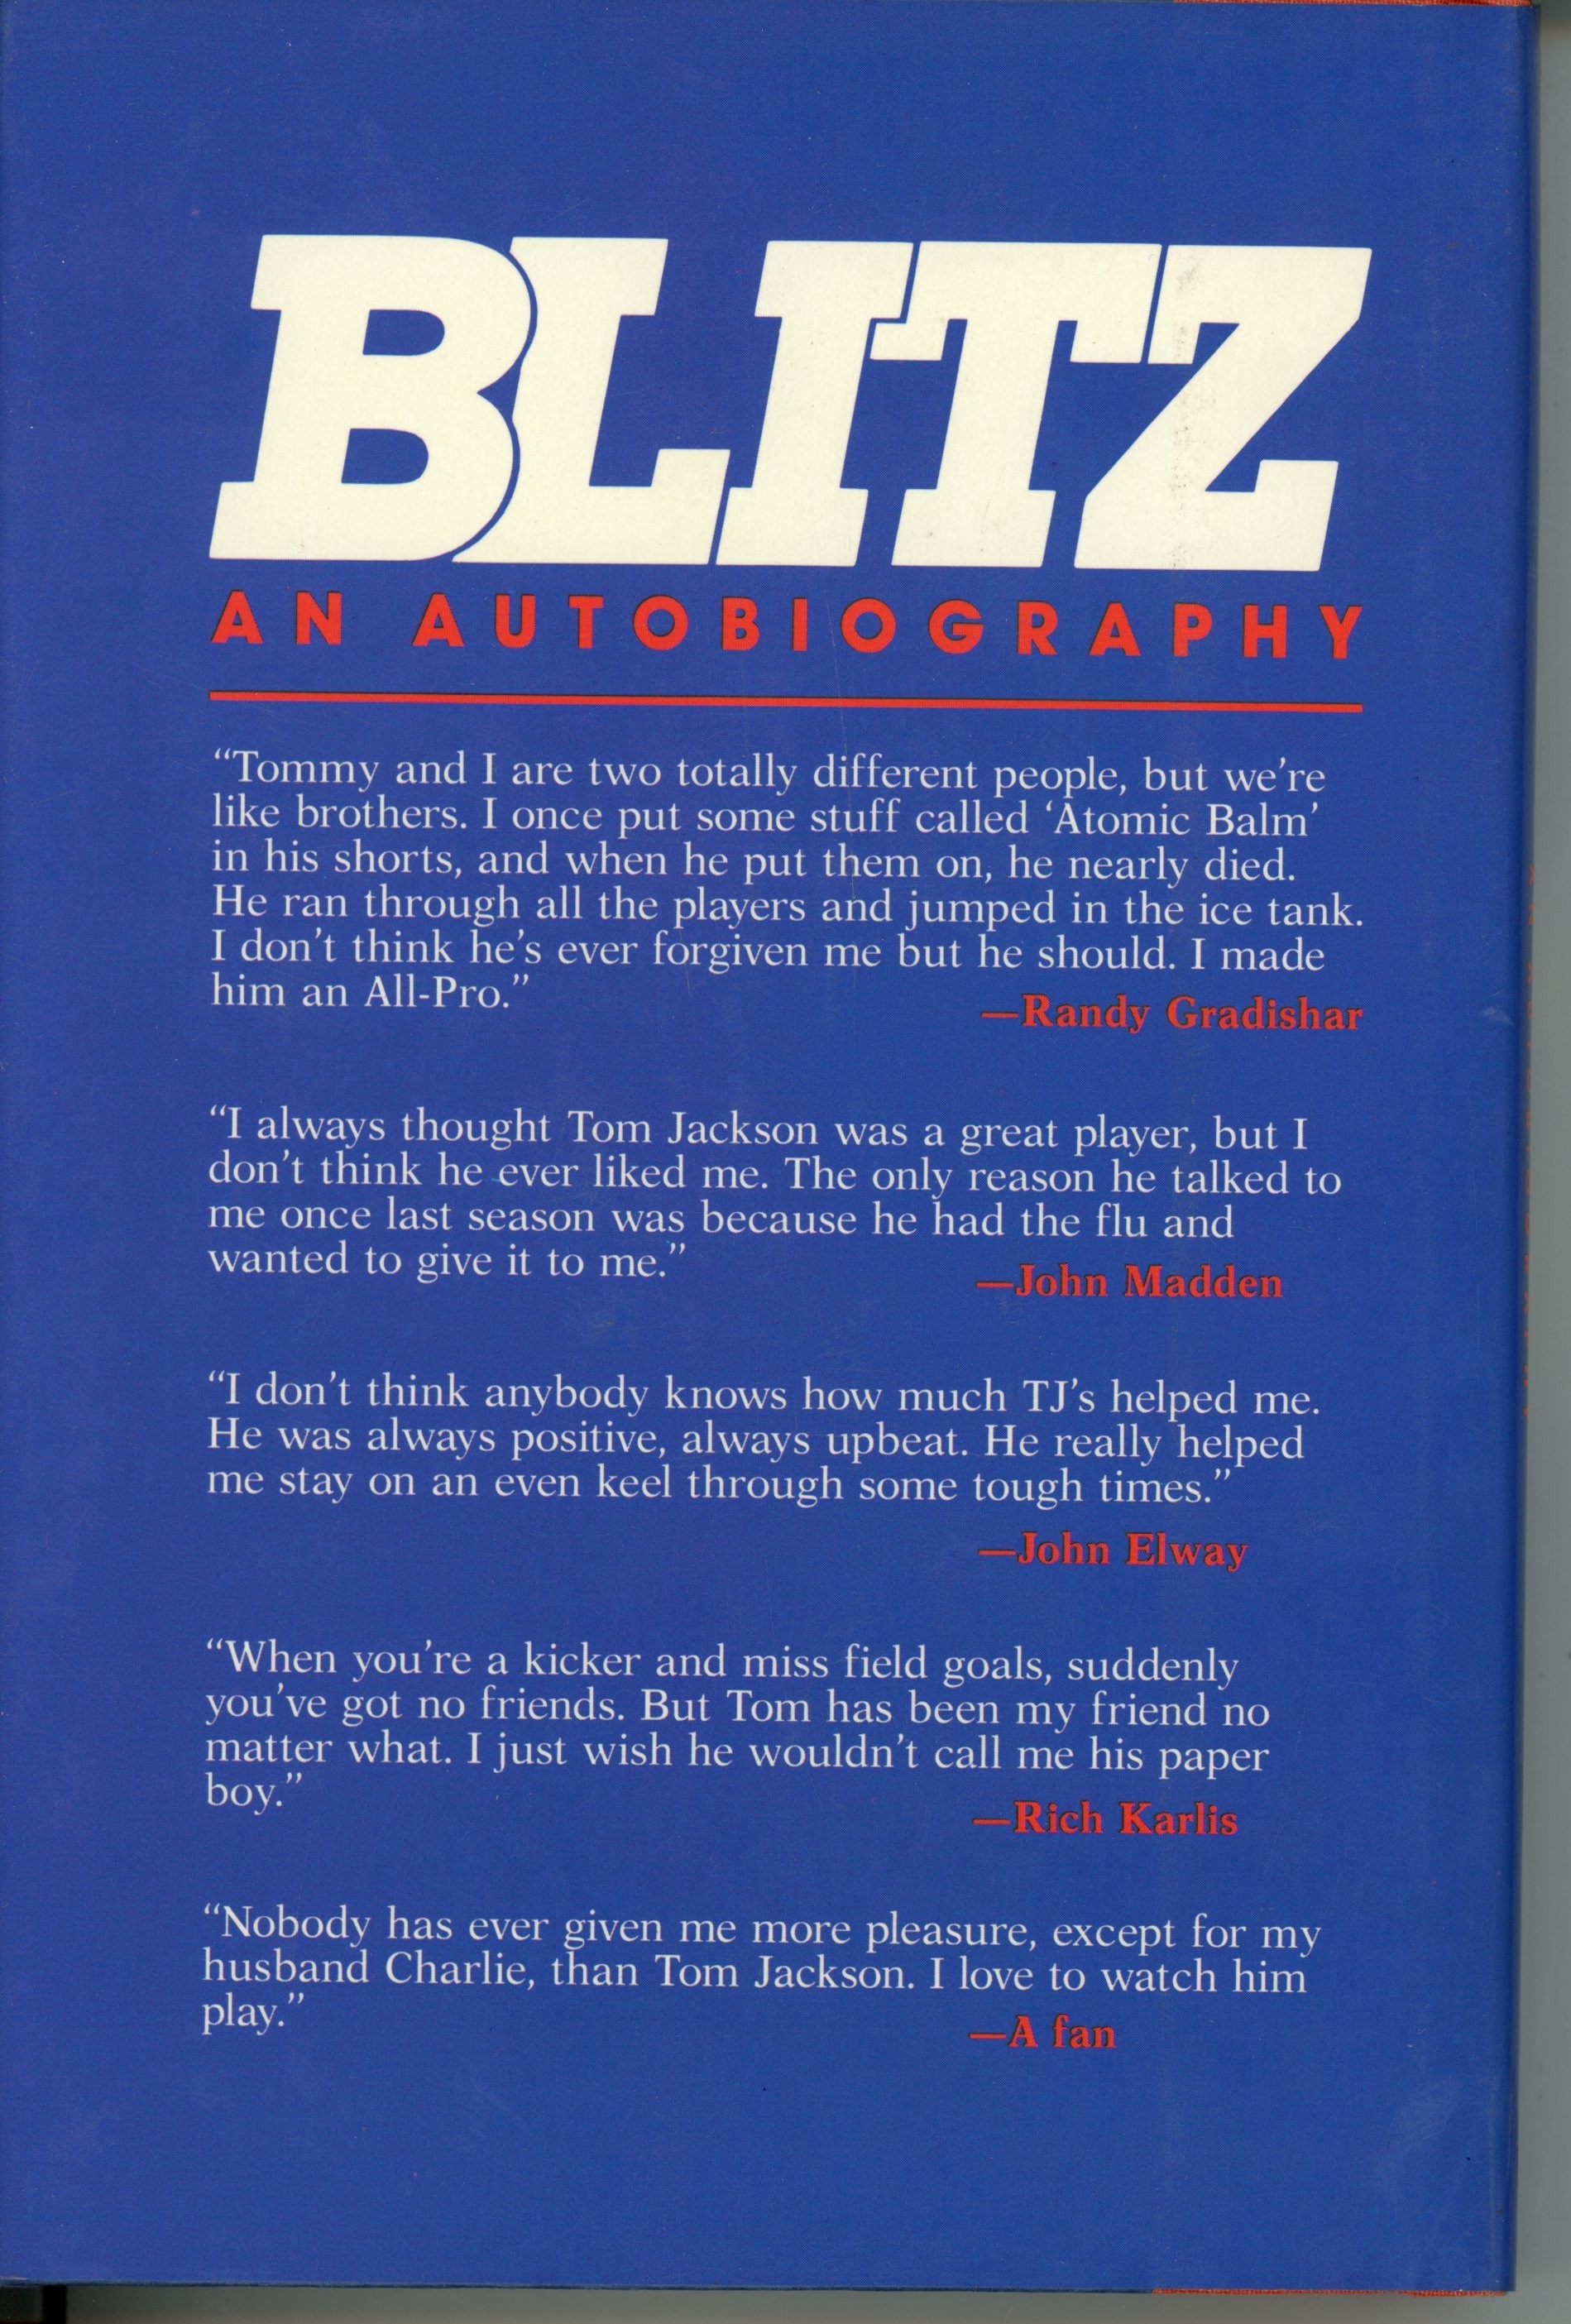 BLITZ
AN AUTOBIOGRAPHY
“Tommy and I are two totally different people, but we’re
like brothers. I once put some stuff called ‘Atomic Balm’
in his shorts, and when he put them on, he nearly died.
He ran through all the players and jumped in the ice tank.
I don’t think he’s ever forgiven me but he should. I made
him an All-Pro.”
—Randy Gradishar
“I always thought Tom Jackson was a great player, but I
don’t think he ever liked me. The only reason he talked to
me once last season was because he had the flu and
wanted to give it to me.”
—John Madden
“I don’t think anybody knows how much TJ’s helped me.
He was always positive, always upbeat. He really helped
me stay on an even keel through some tough times.”
—John Elway
“When you’re a kicker and miss field goals, suddenly
you’ve got no friends. But Tom has been my friend no
matter what. I just wish he wouldn’t call me his paper
boy.”
—Rich Karlis
“Nobody has ever given me more pleasure, except for my
husband Charlie, than Tom Jackson. I love to watch him
play.”
—A fan